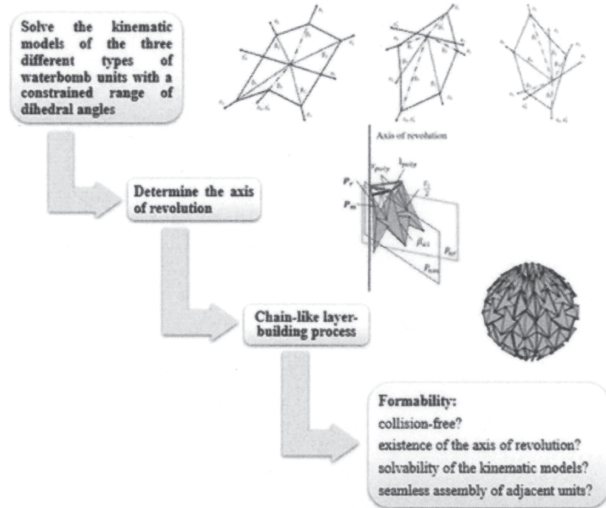 Solve the kinematic
models of the three
different types of
waterbomb units with a
constrained range of
dihedral angles
Axis of revolution
Determine the axis
of revolution
Chain-like layer-
building process
Formability:
collision-free?
existence of the axis of revolution?
solvability of the kinematic models?
seamless assembly of adjacent units?